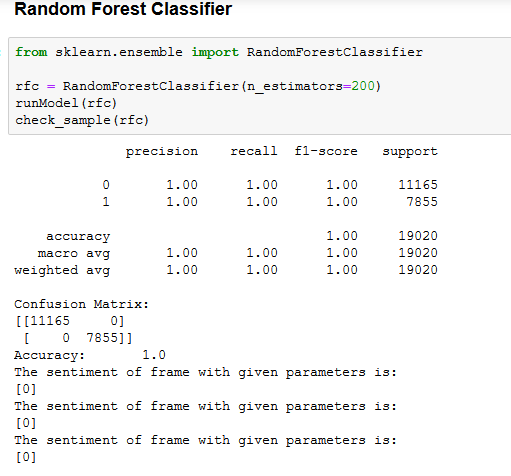 Random Forest Classifier
from sklearn.ensemble import RandomForestClassifier
rfc = RandomForestClassifier(n_estimators=200)
runModel(rfc)
check_sample(rfc)
precision recall f1-score support
0 1.00 1.00 1.00 11165
1 1.00 1.00 1.00 7855
accuracy 1.00 19020
macro avg 1.00 1.00 1.00 19020
weighted avg 1.00 1.00 1.00 19020
Confusion Matrix:
[[11165 0]
[ 0 7855]]
Accuracy: 1.0
The sentiment of frame with given parameters is:
[0]
The sentiment of frame with given parameters is:
[0]
The sentiment of frame with given parameters is:
[0]